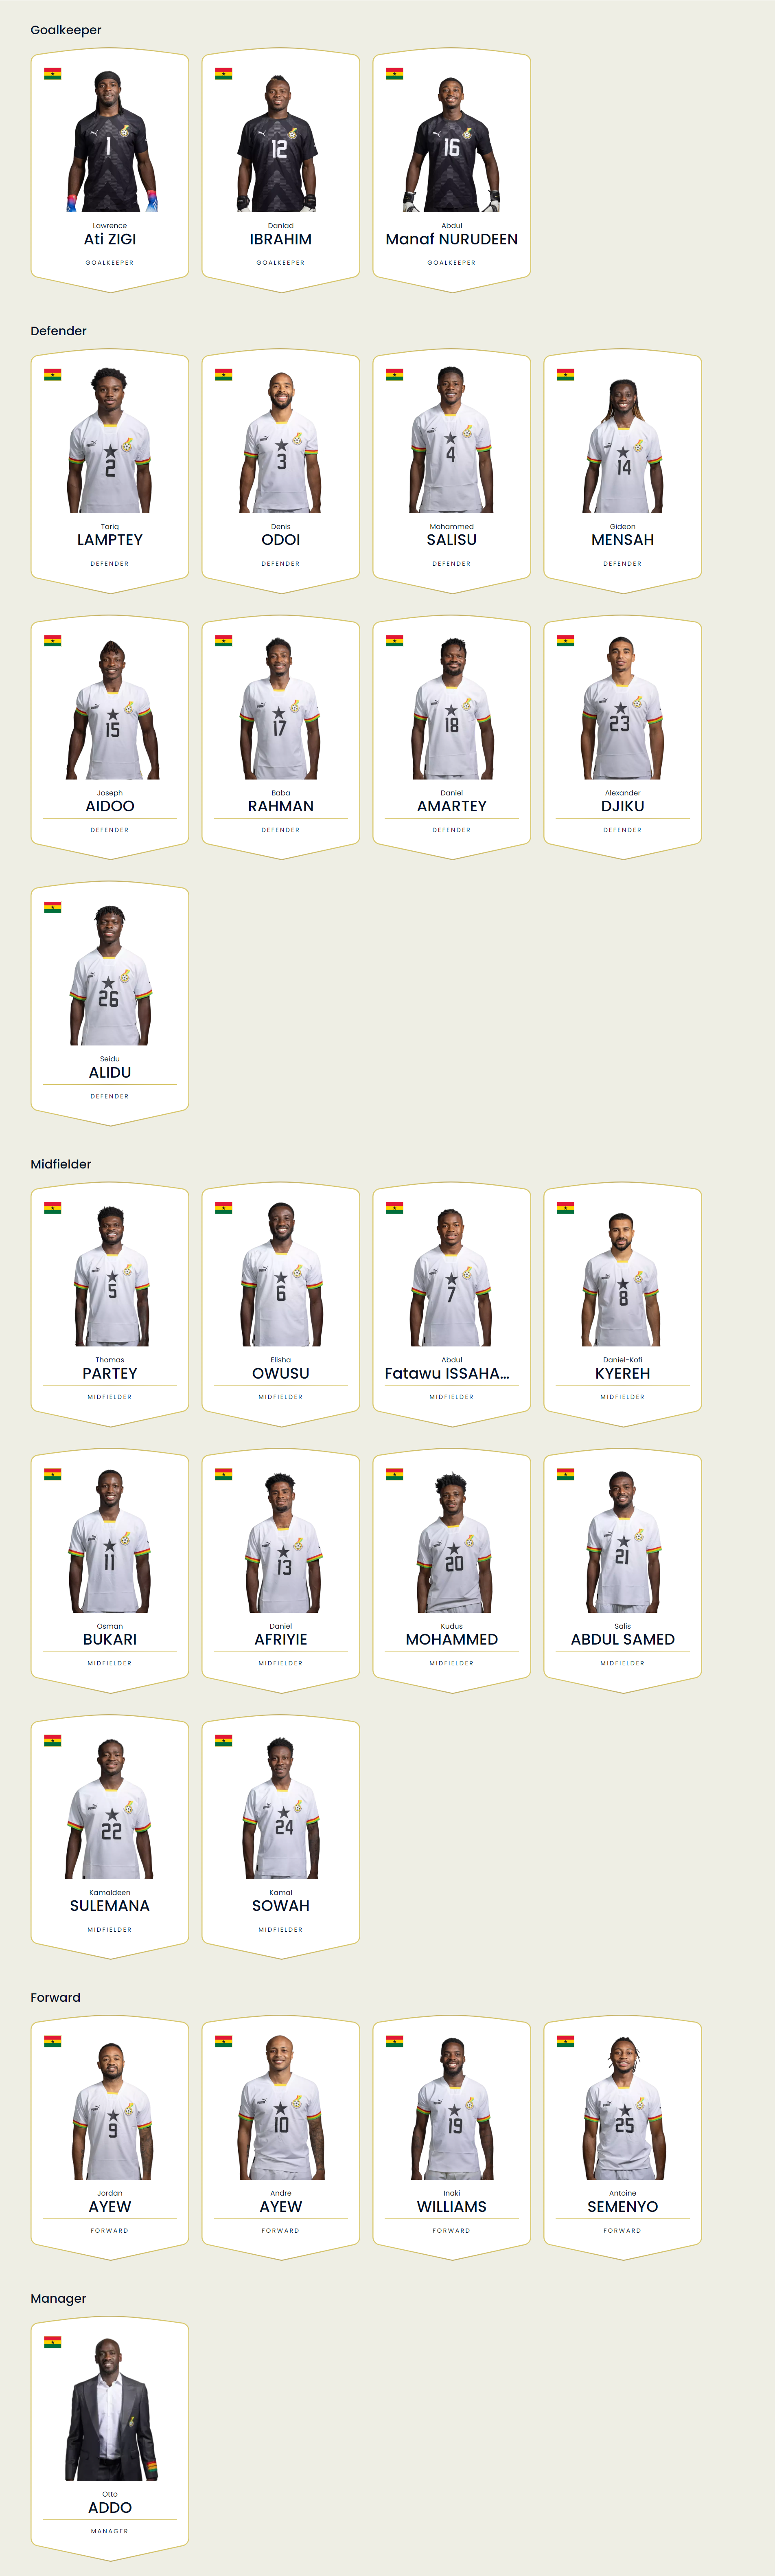 Goalkeeper
1
Lawrence
Ati ZIGI
GOALKEEPER
12
Danlad
IBRAHIM
GOALKEEPER
16
Abdul
Manaf NURUDEEN
GOALKEEPER
Defender
2
Tariq
LAMPTEY
DEFENDER
3
Denis
ODOI
DEFENDER
4
Mohammed
SALISU
DEFENDER
14
Gideon
MENSAH
DEFENDER
15
Joseph
AIDOO
DEFENDER
17
Baba
RAHMAN
DEFENDER
18
Daniel
AMARTEY
DEFENDER
23
Alexander
DJIKU
DEFENDER
26
Seidu
ALIDU
DEFENDER
Midfielder
5
Thomas
PARTEY
MIDFIELDER
6
Elisha
OWUSU
MIDFIELDER
7
Abdul
Fatawu ISSAHA...
MIDFIELDER
8
Daniel-Kofi
KYEREH
MIDFIELDER
11
Osman
BUKARI
MIDFIELDER
13
Daniel
AFRIYIE
MIDFIELDER
20
Kudus
MOHAMMED
MIDFIELDER
21
Salis
ABDUL SAMED
MIDFIELDER
22
Kamaldeen
SULEMANA
MIDFIELDER
24
Kamal
SOWAH
MIDFIELDER
Forward
9
Jordan
AYEW
FORWARD
10
Andre
AYEW
FORWARD
19
Inaki
WILLIAMS
FORWARD
25
Antoine
SEMENYO
FORWARD
Manager
Otto
ADDO
MANAGER